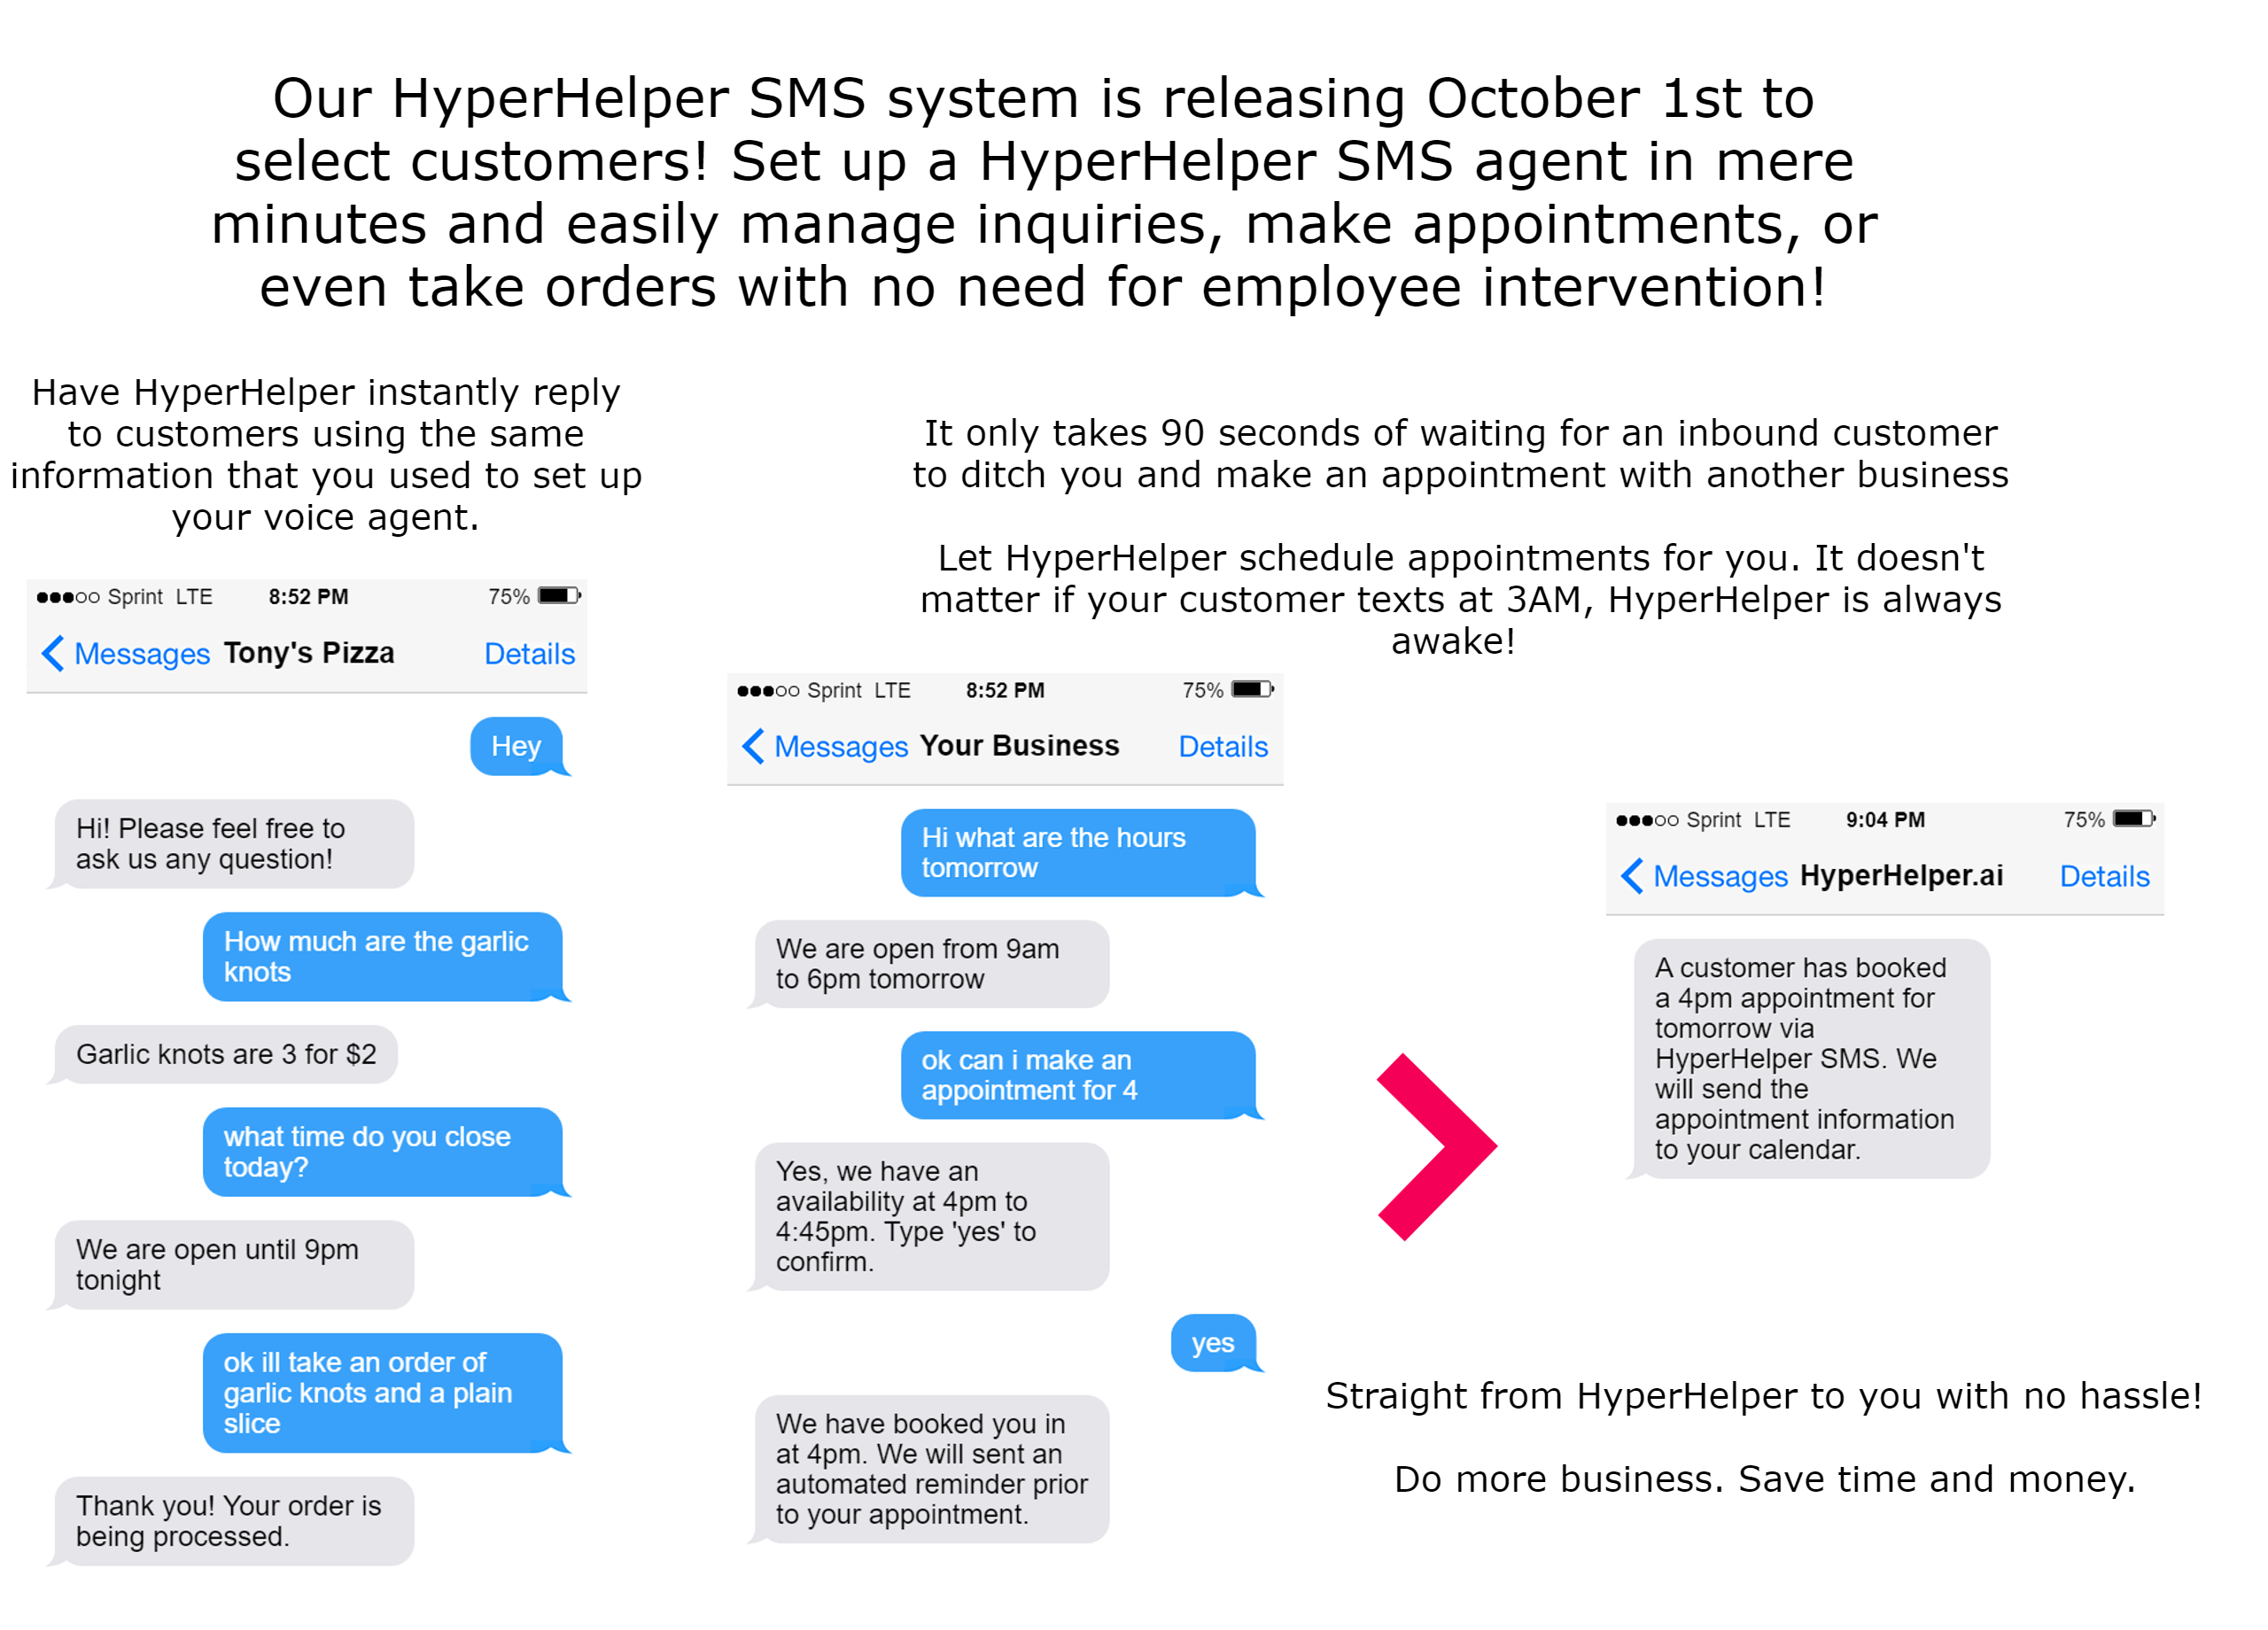 Our HyperHelper SMS system is releasing October 1st to
select customers! Set up a HyperHelper SMS agent in mere
minutes and easily manage inquiries, make appointments, or
even take orders with no need for employee intervention!
Have HyperHelper instantly reply
to customers using the same
information that you used to set up
your voice agent.
Sprint LTE 8:52 PM 75%
Messages Tony's Pizza Details
Hey
Hi! Please feel free to
ask us any question!
How much are the garlic
knots
Garlic knots are 3 for $2
what time do you close
today?
We are open until 9pm
tonight
ok ill take an order of
garlic knots and a plain
slice
Thank you! Your order is
being processed.
It only takes 90 seconds of waiting for an inbound customer
to ditch you and make an appointment with another business
Let HyperHelper schedule appointments for you. It doesn't
matter if your customer texts at 3AM, HyperHelper is always
awake!
Sprint LTE 8:52 PM 75%
Messages Your Business Details
Hi what are the hours
tomorrow
We are open from 9am
to 6pm tomorrow
ok can i make an
appointment for 4
Yes, we have an
availability at 4pm to
4:45pm. Type 'yes' to
confirm.
yes
We have booked you in
at 4pm. We will sent an
automated reminder prior
to your appointment.
Sprint LTE 9:04 PM 75%
Messages HyperHelper.ai Details
A customer has booked
a 4pm appointment for
tomorrow via
HyperHelper SMS. We
will send the
appointment information
to your calendar.
Straight from HyperHelper to you with no hassle!
Do more business. Save time and money.